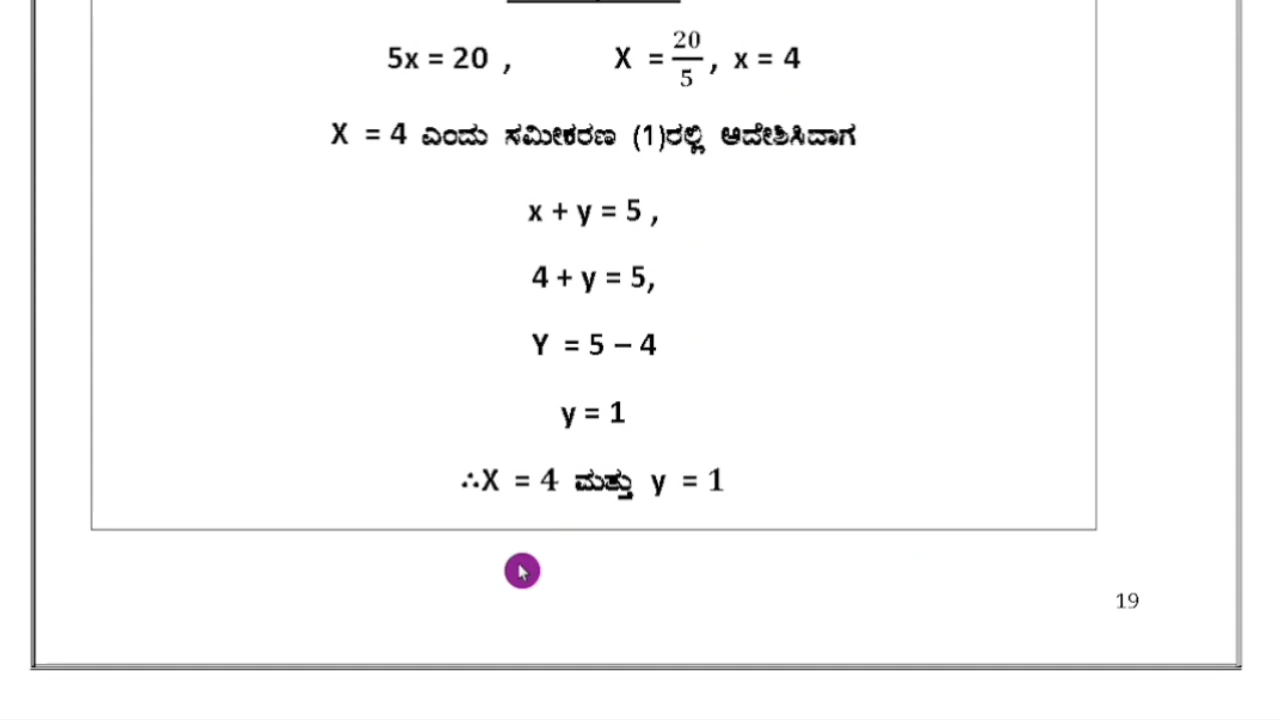 5x = 20 , X = 20/5 , x = 4
X = 4 ಎಂದು ಸಮೀಕರಣ (1)ರಲ್ಲಿ ಆದೇಶಿಸಿದಾಗ
x + y = 5 ,
4 + y = 5,
Y = 5 – 4
y = 1
∴X = 4 ಮತ್ತು y = 1
19